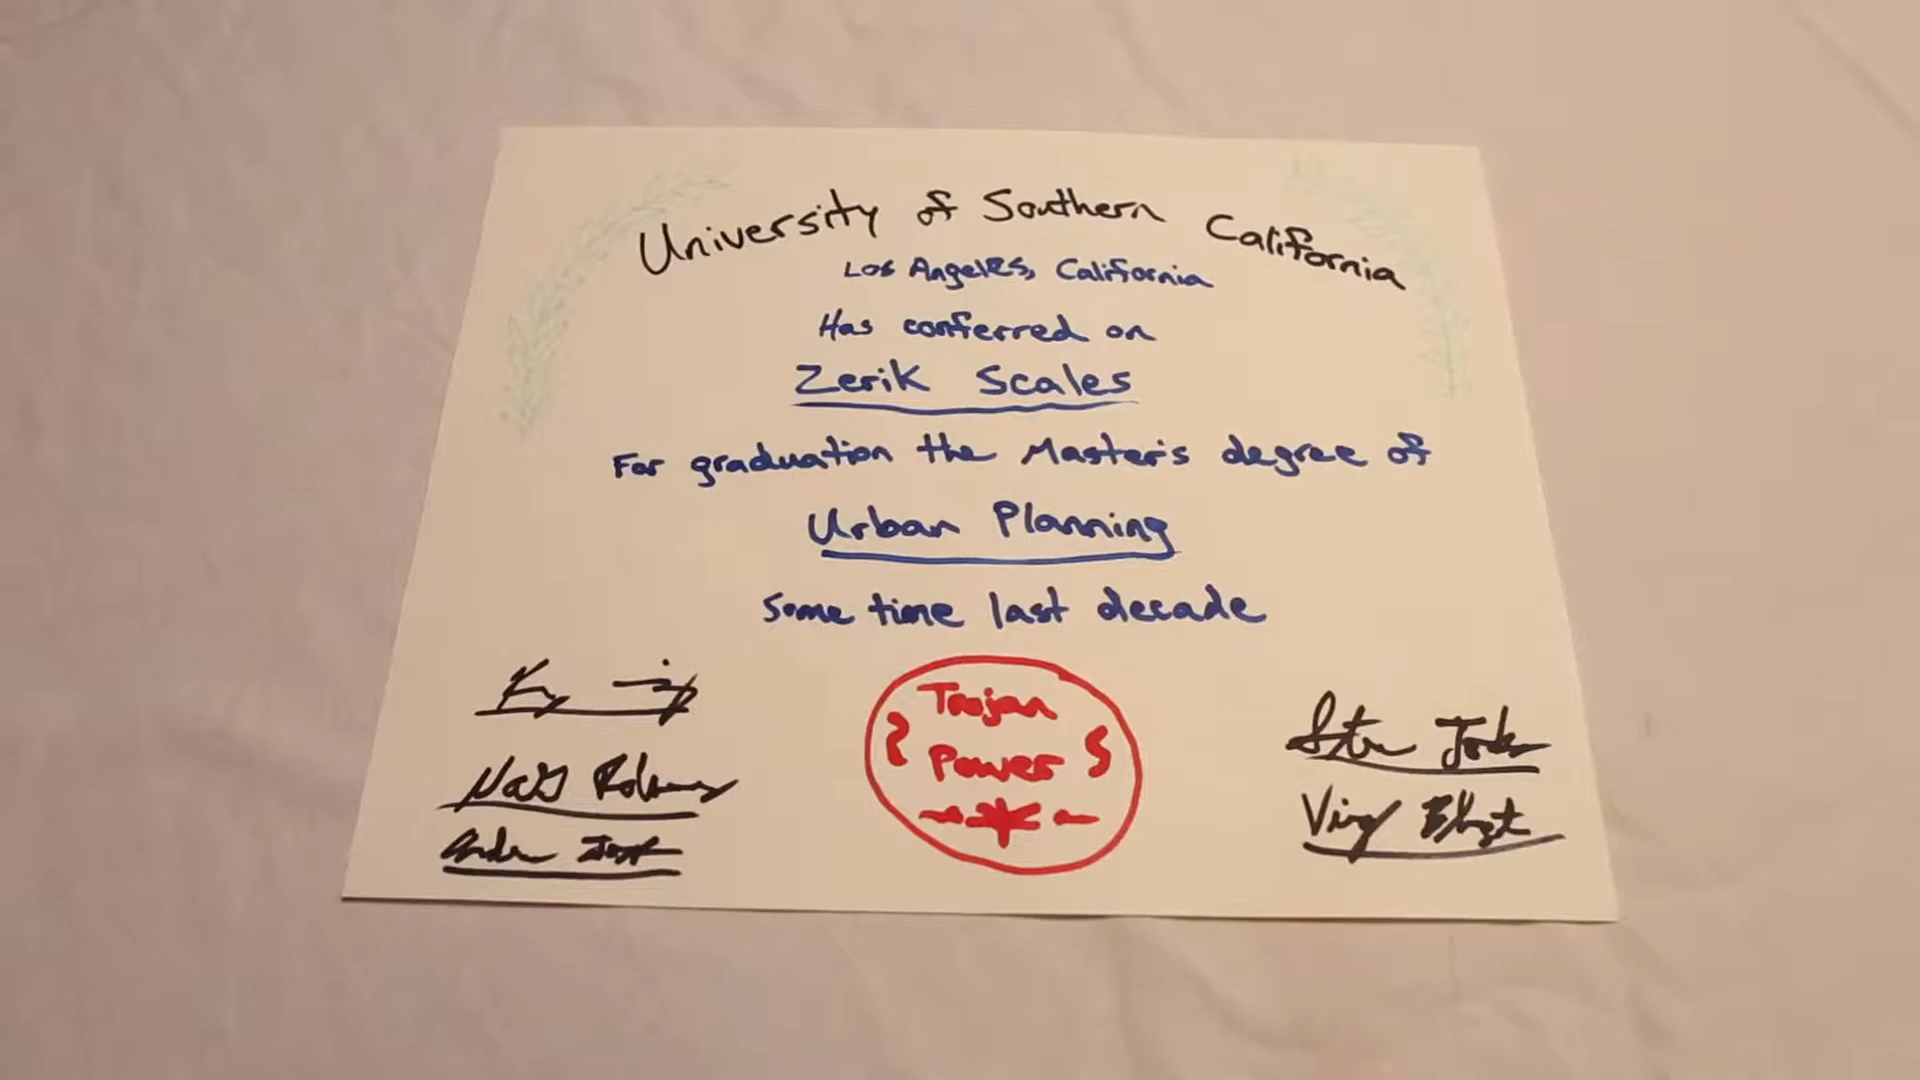 University of Southern California
Los Angeles, California
Has conferred on
Zerik Scales
For graduation the Master's degree of
Urban Planning
Some time last decade
Trojan
Power